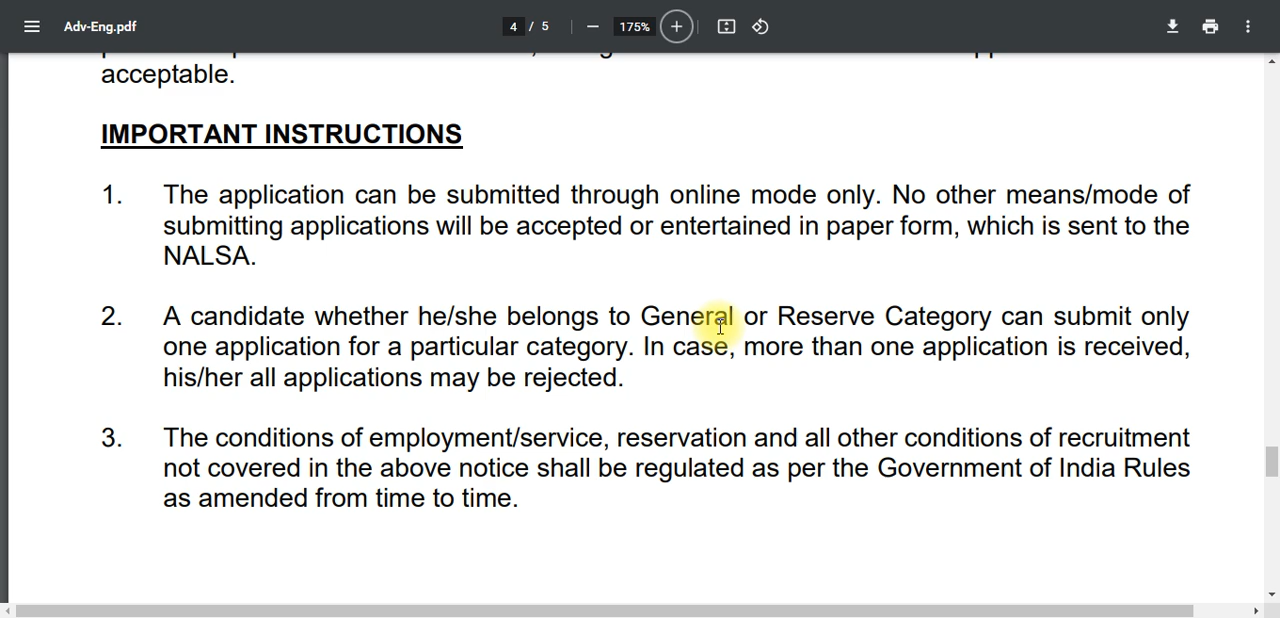 Adv-Eng.pdf
4 / 5
175%
acceptable.
IMPORTANT INSTRUCTIONS
1. The application can be submitted through online mode only. No other means/mode of
submitting applications will be accepted or entertained in paper form, which is sent to the
NALSA.
2. A candidate whether he/she belongs to General or Reserve Category can submit only
one application for a particular category. In case, more than one application is received,
his/her all applications may be rejected.
3. The conditions of employment/service, reservation and all other conditions of recruitment
not covered in the above notice shall be regulated as per the Government of India Rules
as amended from time to time.